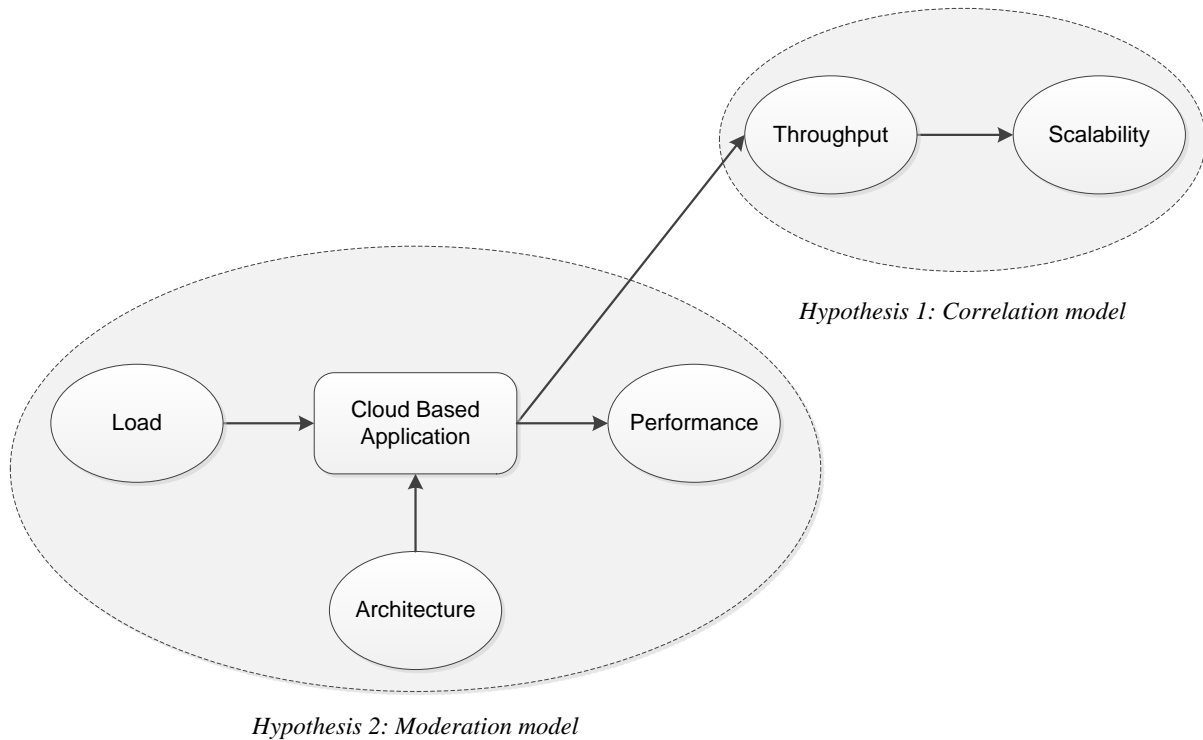 Throughput
Scalability
Hypothesis 1: Correlation model
Load
Cloud Based
Application
Performance
Architecture
Hypothesis 2: Moderation model